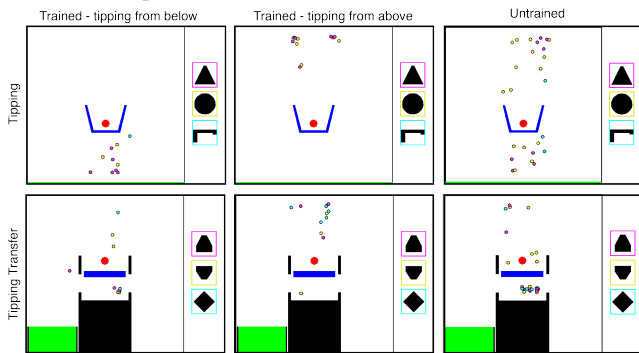 Trained - tipping from below
Trained - tipping from above
Untrained
Tipping
Tipping Transfer